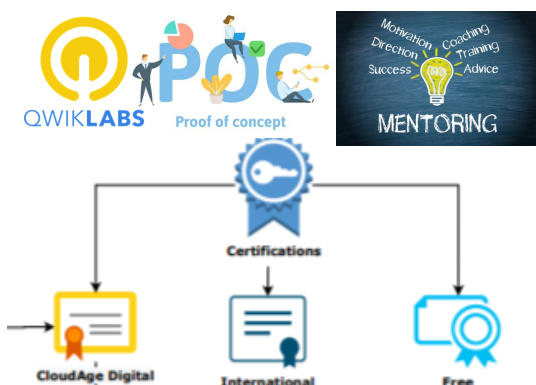 QWIKLABS
POC
Proof of concept
Motivation Coaching
Direction Training
Success Advice
MENTORING
Certifications
CloudAge Digital
International
Free